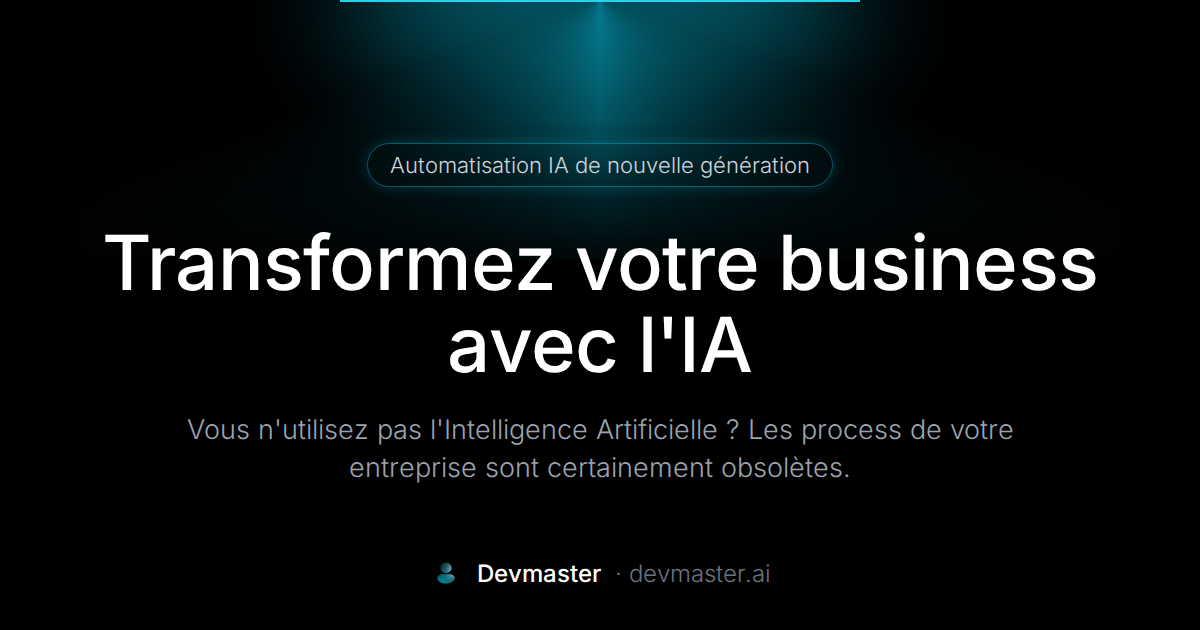 Automatisation IA de nouvelle génération
Transformez votre business
avec l'IA
Vous n'utilisez pas l'Intelligence Artificielle ? Les process de votre
entreprise sont certainement obsolètes.
Devmaster · devmaster.ai